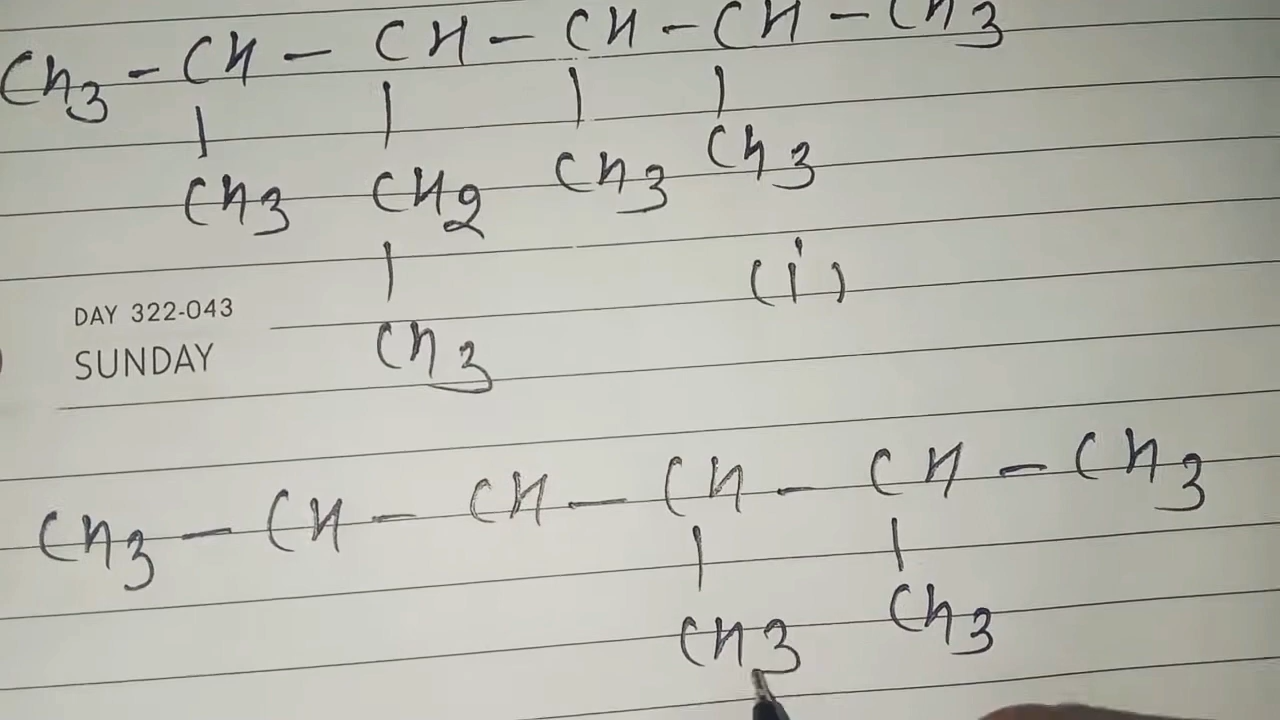 CH3 - CH - CH - CH - CH - CH3
| | | |
CH3 CH2 CH3 CH3
|
(i)
DAY 322-043
CH3
SUNDAY
CH3 - CH - CH - CH - CH - CH3
| |
CH3 CH3